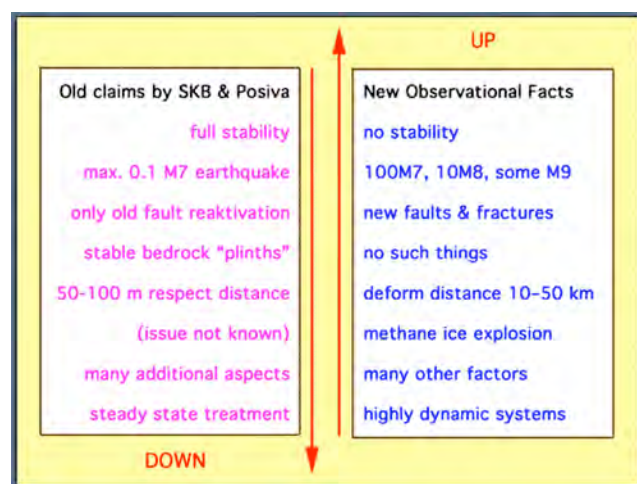 UP
Old claims by SKB & Posiva
full stability
max. 0.1 M7 earthquake
only old fault reaktivation
stable bedrock “plinths”
50-100 m respect distance
(issue not known)
many additional aspects
steady state treatment
New Observational Facts
no stability
100M7, 10M8, some M9
new faults & fractures
no such things
deform distance 10–50 km
methane ice explosion
many other factors
highly dynamic systems
DOWN